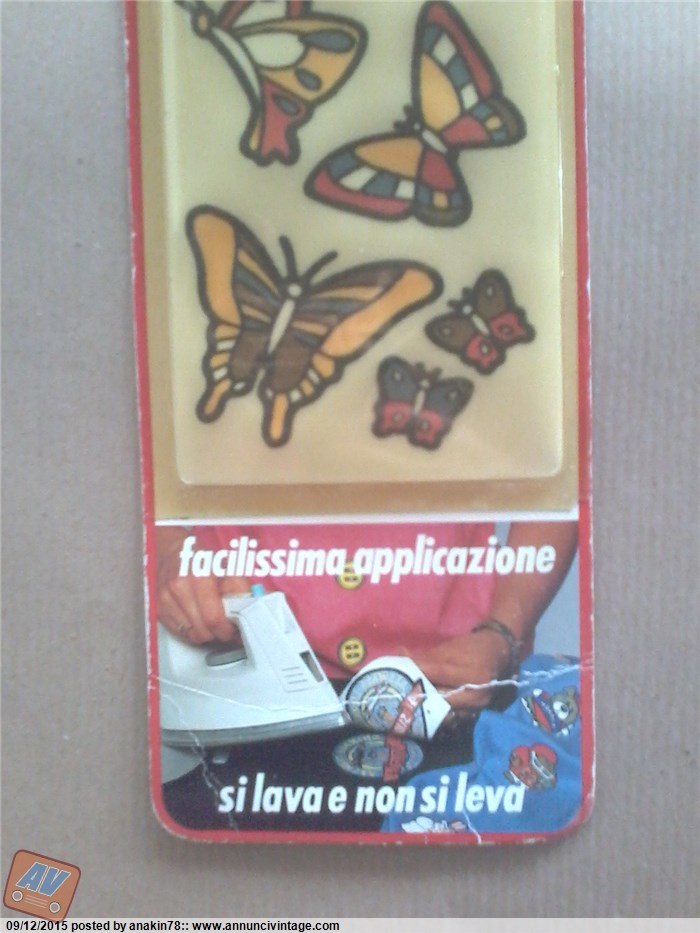 facilissima applicazione
si lava e non si leva
AV
09/12/2015 posted by anakin78:: www.annuncivintage.com